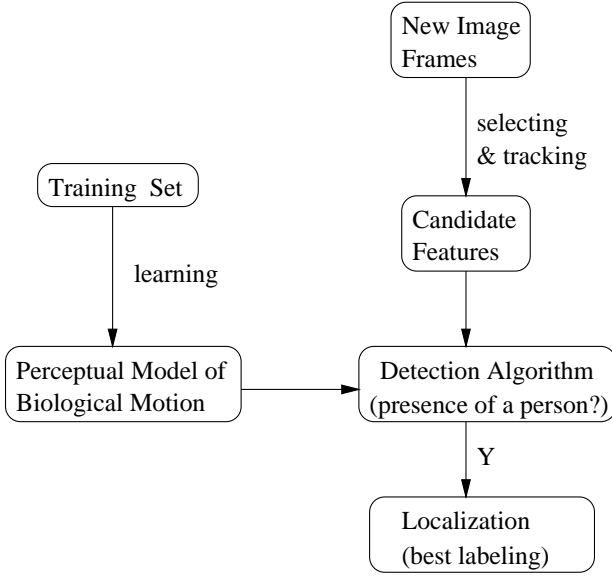 New Image
Frames
selecting
& tracking
Training Set
Candidate
Features
learning
Perceptual Model of
Biological Motion
Detection Algorithm
(presence of a person?)
Y
Localization
(best labeling)